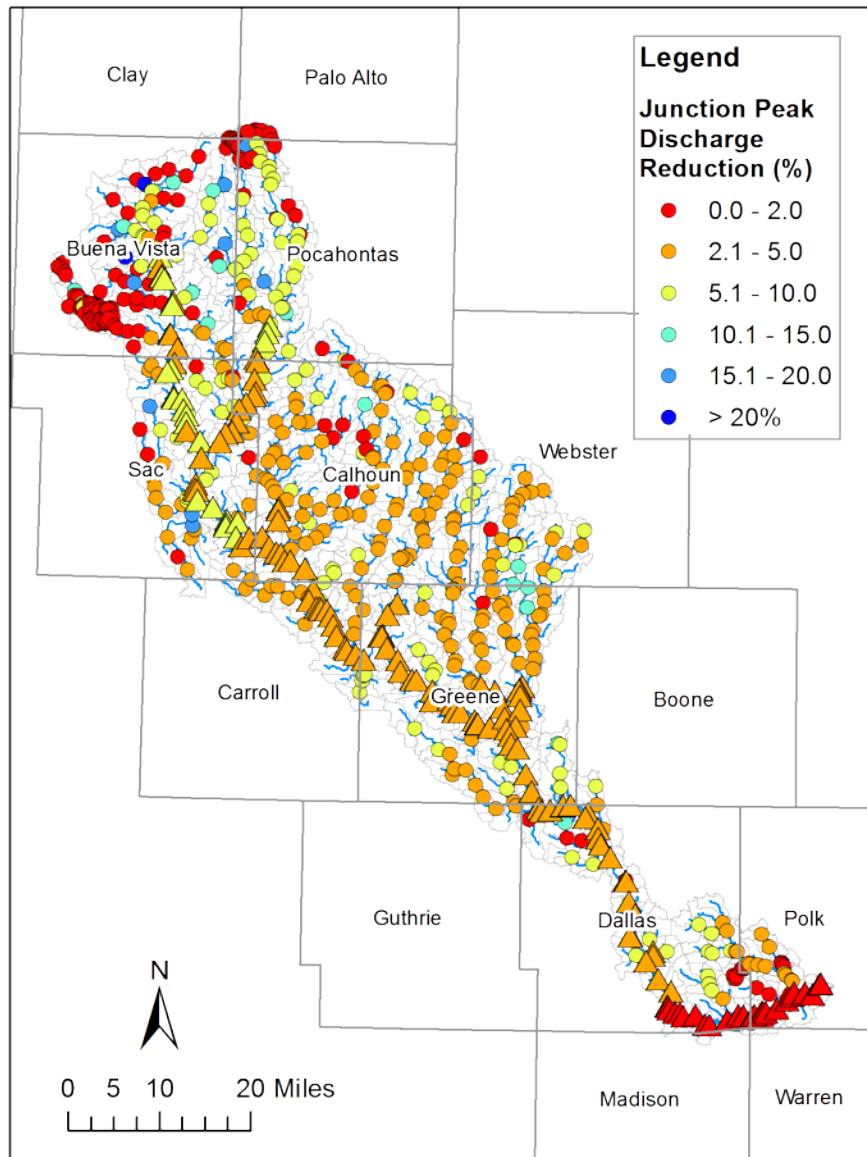 Clay
Palo Alto
Legend
Junction Peak
Discharge
Reduction (%)
0.0 - 2.0
2.1 - 5.0
5.1 - 10.0
10.1 - 15.0
15.1 - 20.0
> 20%
Buena Vista
Pocahontas
Webster
Sac
Calhoun
Carroll
Greene
Boone
Guthrie
Dallas
Polk
N
0 5 10 20 Miles
Madison
Warren